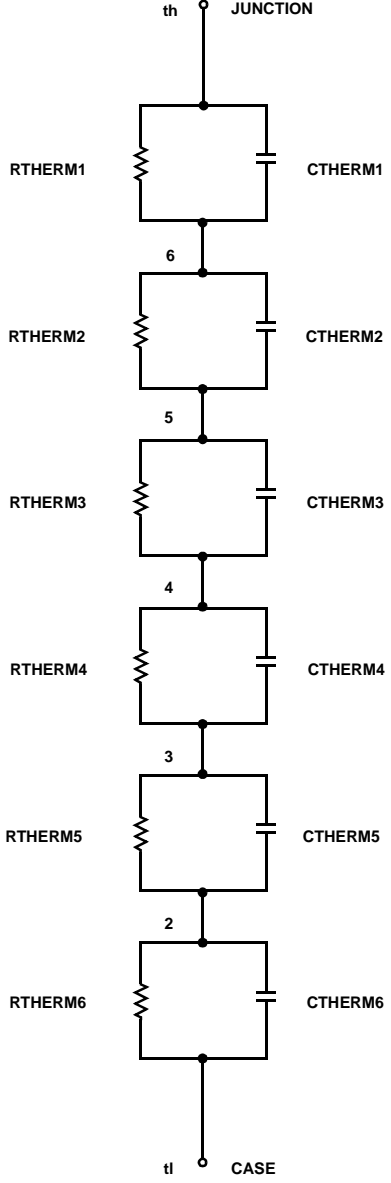 th JUNCTION
RTHERM1 CTHERM1
6
RTHERM2 CTHERM2
5
RTHERM3 CTHERM3
4
RTHERM4 CTHERM4
3
RTHERM5 CTHERM5
2
RTHERM6 CTHERM6
tl CASE